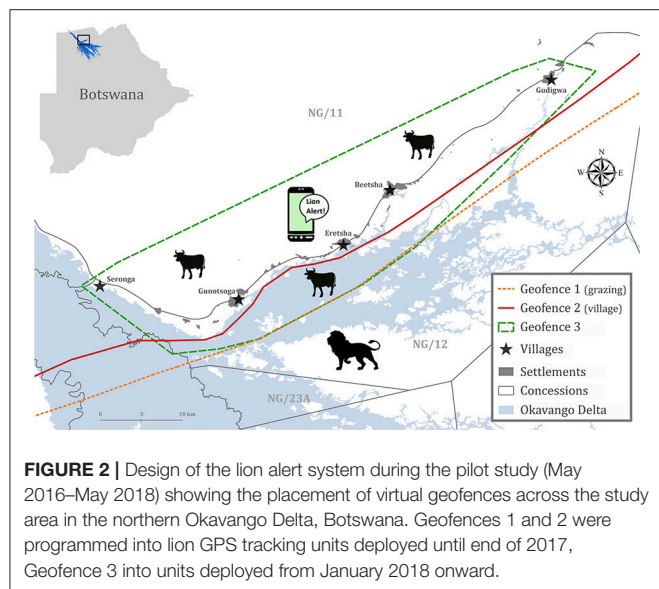 Botswana
NG/11
Gudigwa
Beetsha
Lion
Alert!
N
W
E
S
Eretsha
Seronga
Gunotsoga
NG/12
NG/23A
0 5 10 km
Geofence 1 (grazing)
Geofence 2 (village)
Geofence 3
Villages
Settlements
Concessions
Okavango Delta
FIGURE 2 | Design of the lion alert system during the pilot study (May
2016–May 2018) showing the placement of virtual geofences across the study
area in the northern Okavango Delta, Botswana. Geofences 1 and 2 were
programmed into lion GPS tracking units deployed until end of 2017,
Geofence 3 into units deployed from January 2018 onward.